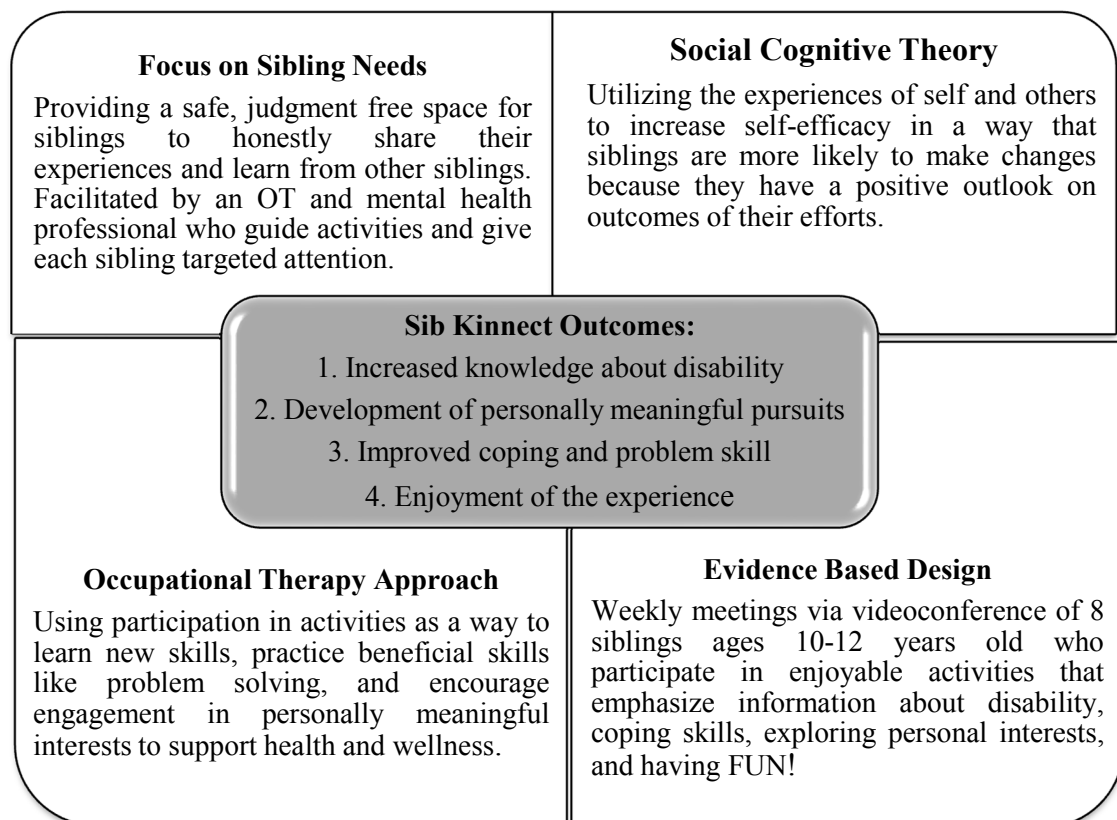 Focus on Sibling Needs
Providing a safe, judgment free space for
siblings to honestly share their
experiences and learn from other siblings.
Facilitated by an OT and mental health
professional who guide activities and give
each sibling targeted attention.
Social Cognitive Theory
Utilizing the experiences of self and others
to increase self-efficacy in a way that
siblings are more likely to make changes
because they have a positive outlook on
outcomes of their efforts.
Sib Kinnect Outcomes:
1. Increased knowledge about disability
2. Development of personally meaningful pursuits
3. Improved coping and problem skill
4. Enjoyment of the experience
Occupational Therapy Approach
Using participation in activities as a way to
learn new skills, practice beneficial skills
like problem solving, and encourage
engagement in personally meaningful
interests to support health and wellness.
Evidence Based Design
Weekly meetings via videoconference of 8
siblings ages 10-12 years old who
participate in enjoyable activities that
emphasize information about disability,
coping skills, exploring personal interests,
and having FUN!